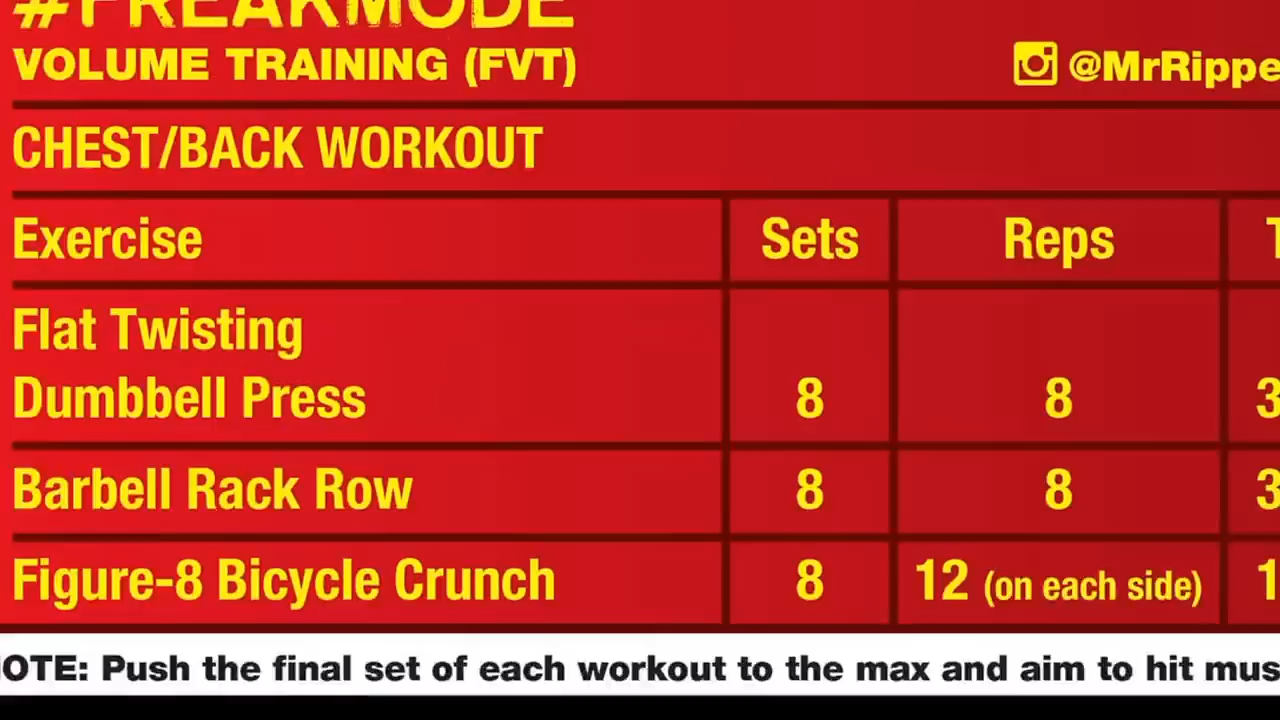 #FREAKMODE
VOLUME TRAINING (FVT)
@MrRippe
CHEST/BACK WORKOUT
Exercise Sets Reps T
Flat Twisting
Dumbbell Press 8 8 3
Barbell Rack Row 8 8 3
Figure-8 Bicycle Crunch 8 12 (on each side) 1
OTE: Push the final set of each workout to the max and aim to hit mus